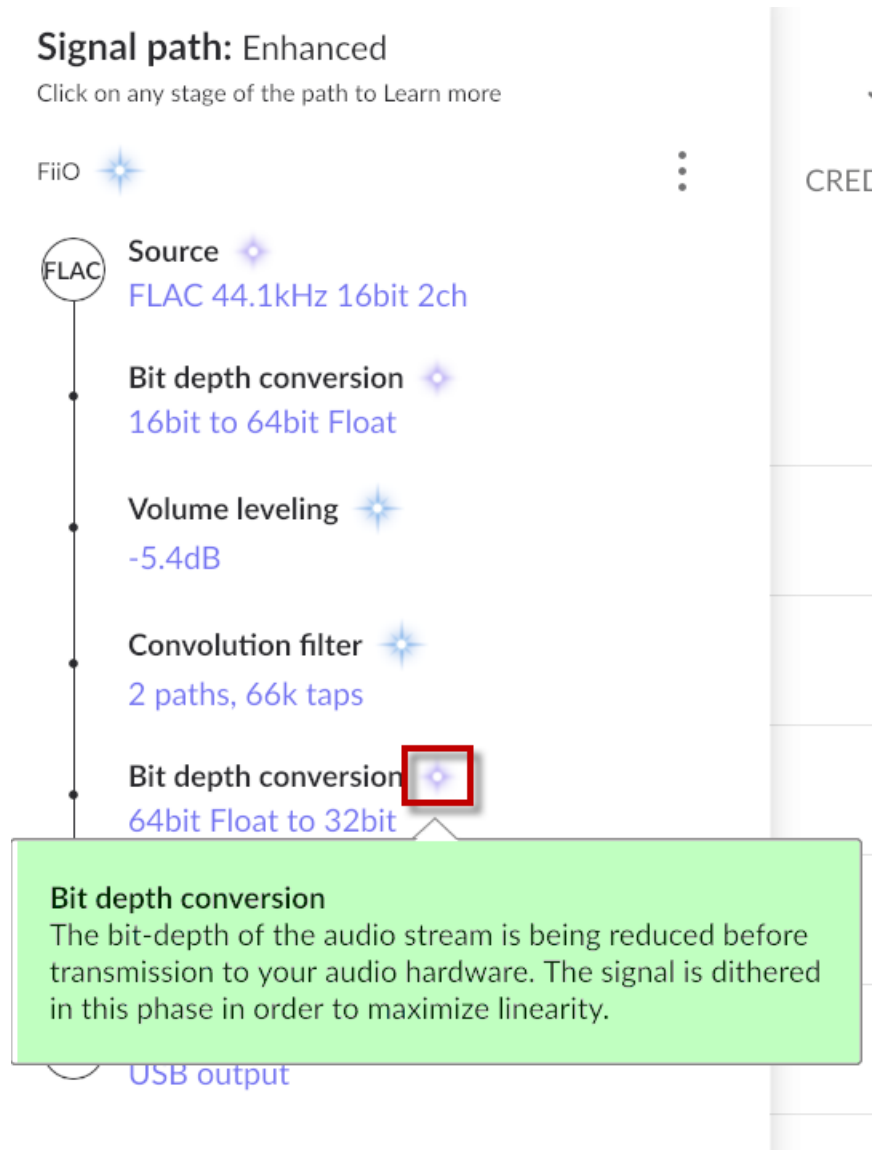 Signal path: Enhanced
Click on any stage of the path to Learn more
FiiO
CRED
FLAC
Source
FLAC 44.1kHz 16bit 2ch
Bit depth conversion
16bit to 64bit Float
Volume leveling
-5.4dB
Convolution filter
2 paths, 66k taps
Bit depth conversion
64bit Float to 32bit
Bit depth conversion
The bit-depth of the audio stream is being reduced before
transmission to your audio hardware. The signal is dithered
in this phase in order to maximize linearity.
USB output